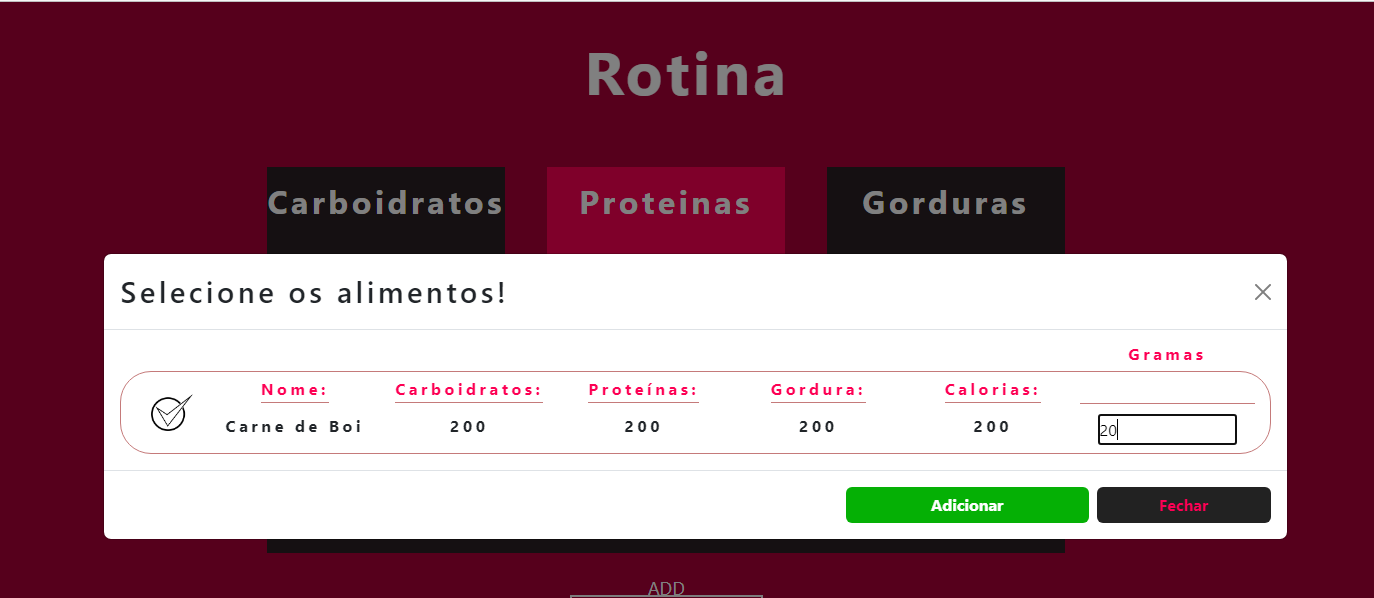 Rotina
Carboidratos Proteinas Gorduras
Selecione os alimentos!
Gramas
Nome: Carboidratos: Proteínas: Gordura: Calorias:
Carne de Boi 200 200 200 200 20
Adicionar Fechar
ADD